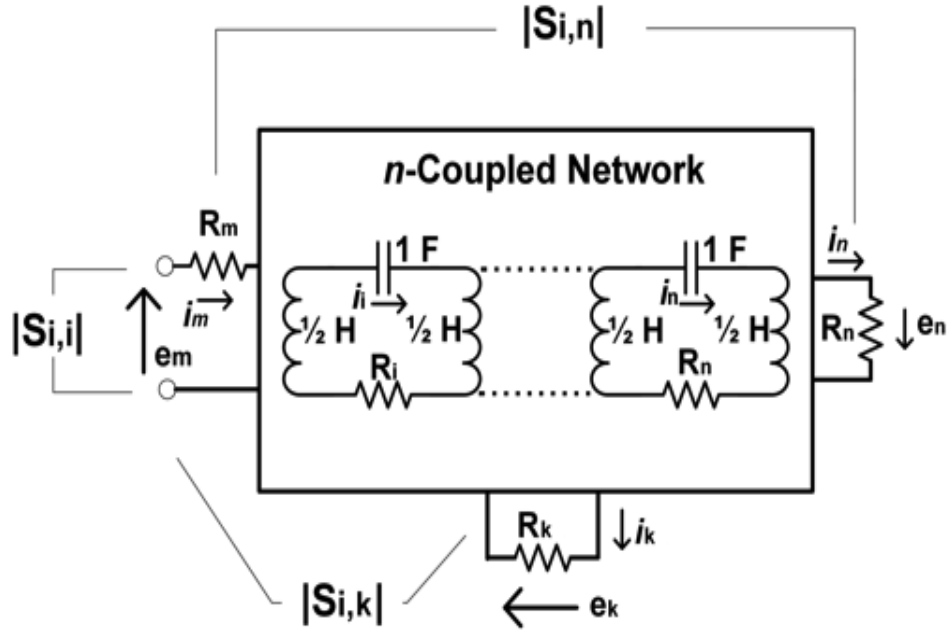 |Si,n|
n-Coupled Network
Rm
1 F
1 F
in
ii
in
im
½ H
½ H
½ H
½ H
Rn
en
|Si,i|
em
Ri
Rn
Rk
ik
|Si,k|
ek